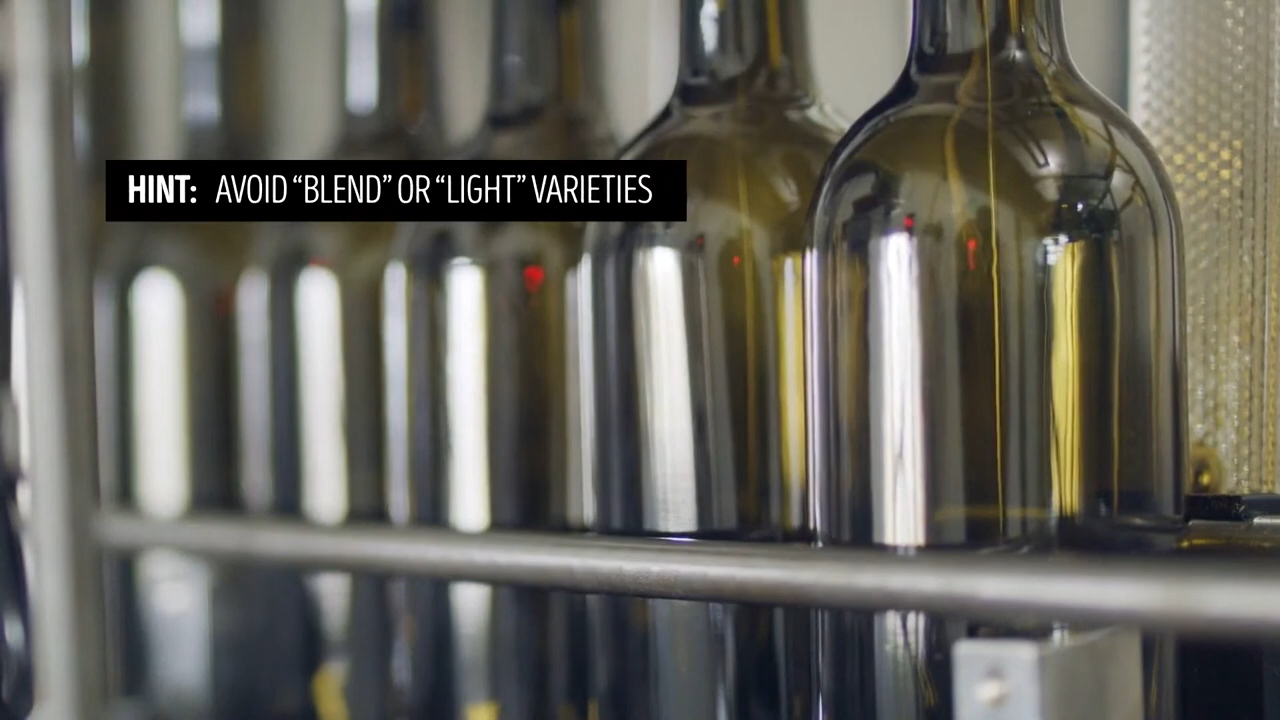 HINT: AVOID “BLEND” OR “LIGHT” VARIETIES